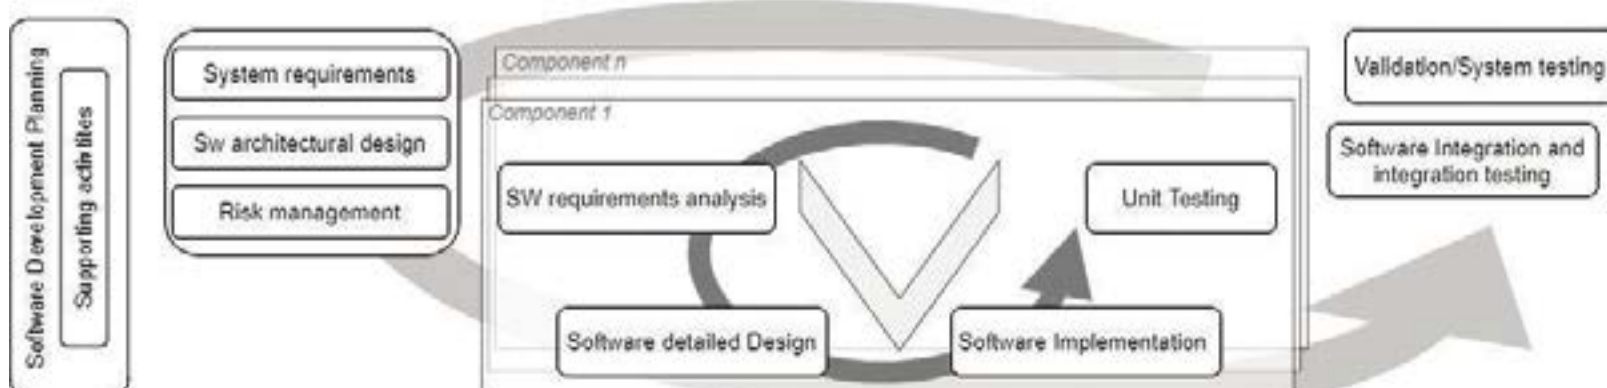 Software Development Planning
Supporting activities
System requirements
Sw architectural design
Risk management
Component n
Component 1
SW requirements analysis
Software detailed Design
Software Implementation
Unit Testing
Validation/System testing
Software Integration and
integration testing